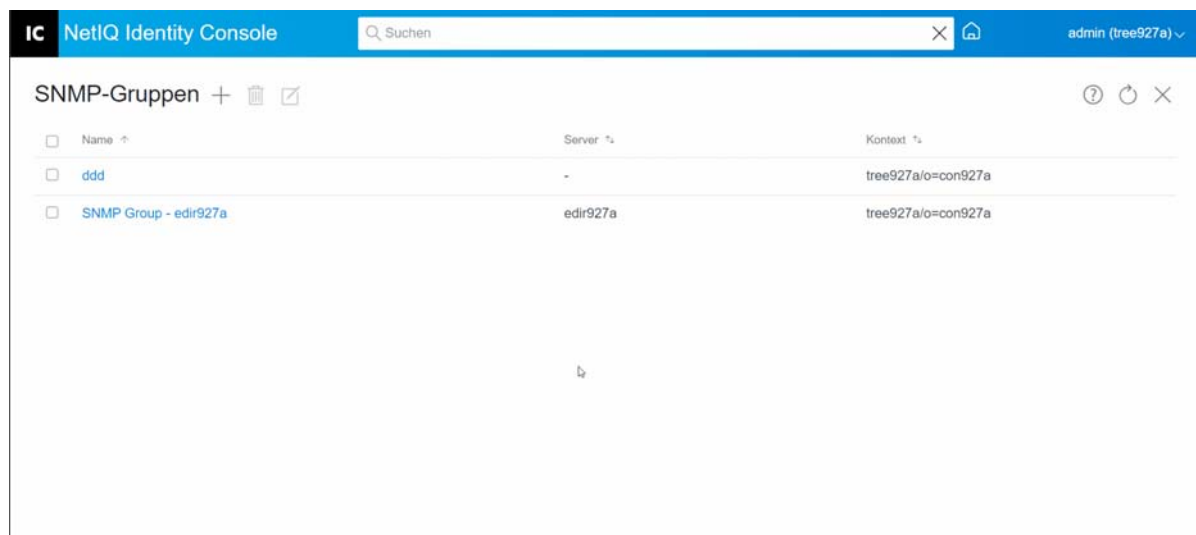 IC NetIQ Identity Console Suchen admin (tree927a)
SNMP-Gruppen
Name Server Kontext
ddd - tree927a/o=con927a
SNMP Group - edir927a edir927a tree927a/o=con927a